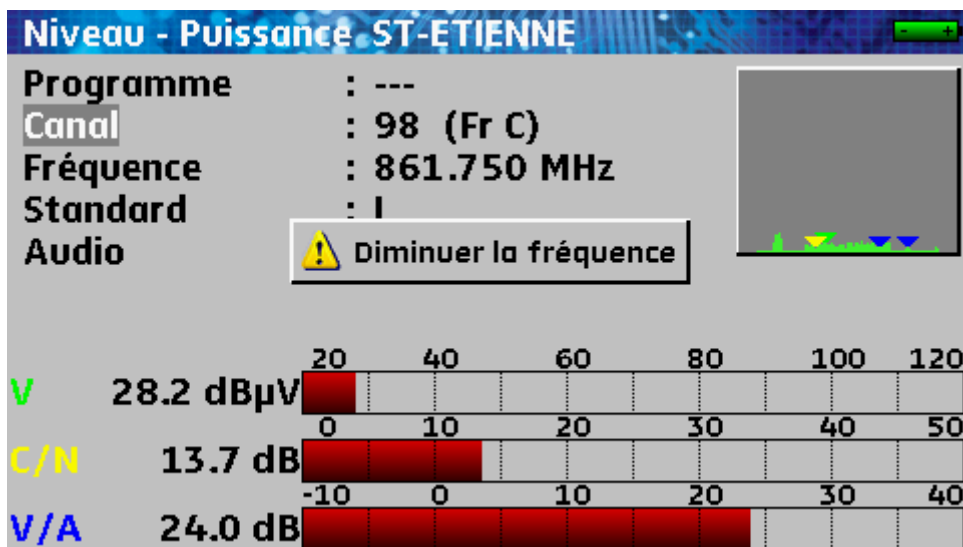 Niveau - Puissance ST-ETIENNE - +
Programme : ---
Canal : 98 (Fr C)
Fréquence : 861.750 MHz
Standard : L
Audio
Diminuer la fréquence
20 40 60 80 100 120
V 28.2 dBµV
0 10 20 30 40 50
C/N 13.7 dB
-10 0 10 20 30 40
V/A 24.0 dB